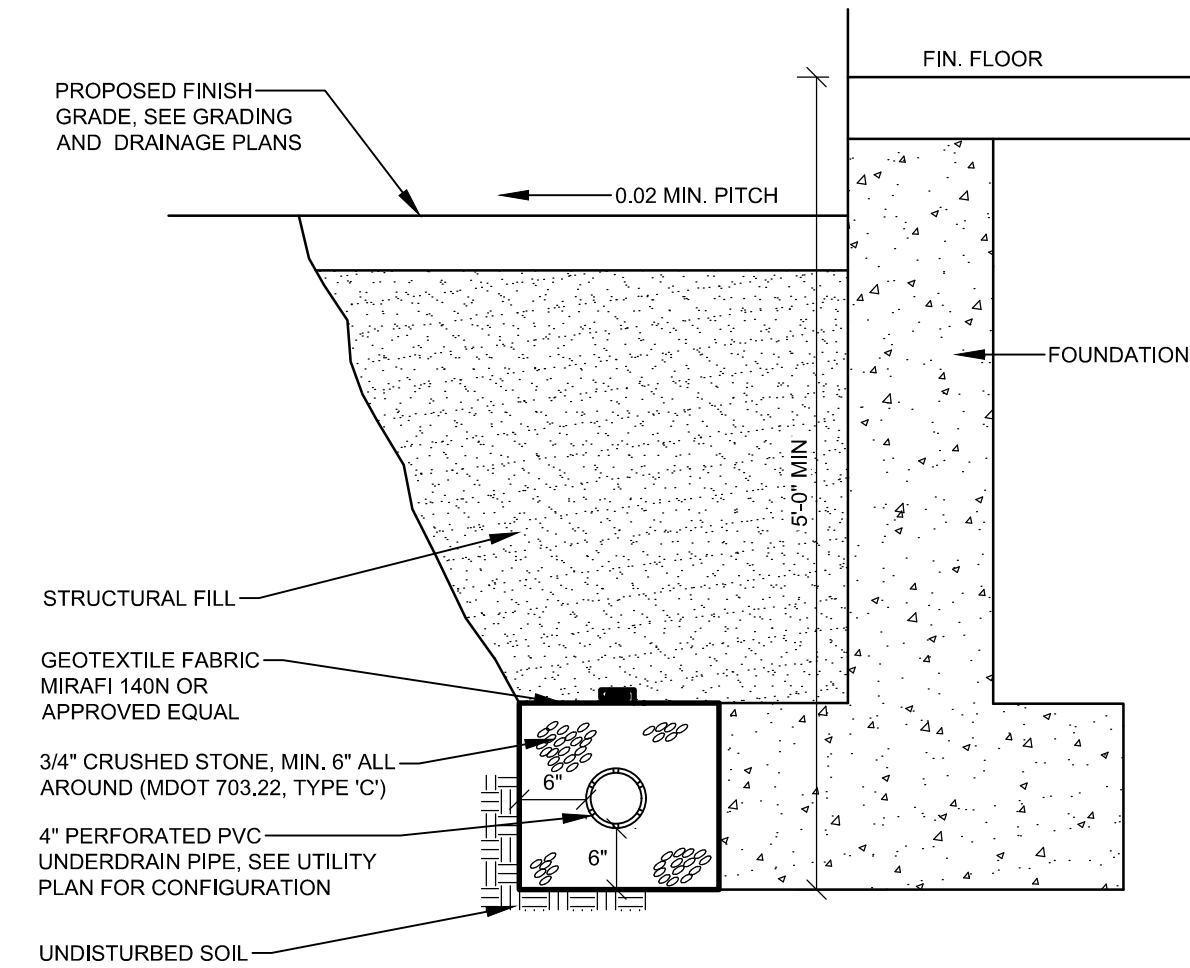 FIN. FLOOR
PROPOSED FINISH
GRADE, SEE GRADING
AND DRAINAGE PLANS
0.02 MIN. PITCH
FOUNDATION
5'-0" MIN
STRUCTURAL FILL
GEOTEXTILE FABRIC
MIRAFI 140N OR
APPROVED EQUAL
3/4" CRUSHED STONE, MIN. 6" ALL
AROUND (MDOT 703.22, TYPE 'C')
6"
4" PERFORATED PVC
UNDERDRAIN PIPE, SEE UTILITY
PLAN FOR CONFIGURATION
6"
UNDISTURBED SOIL